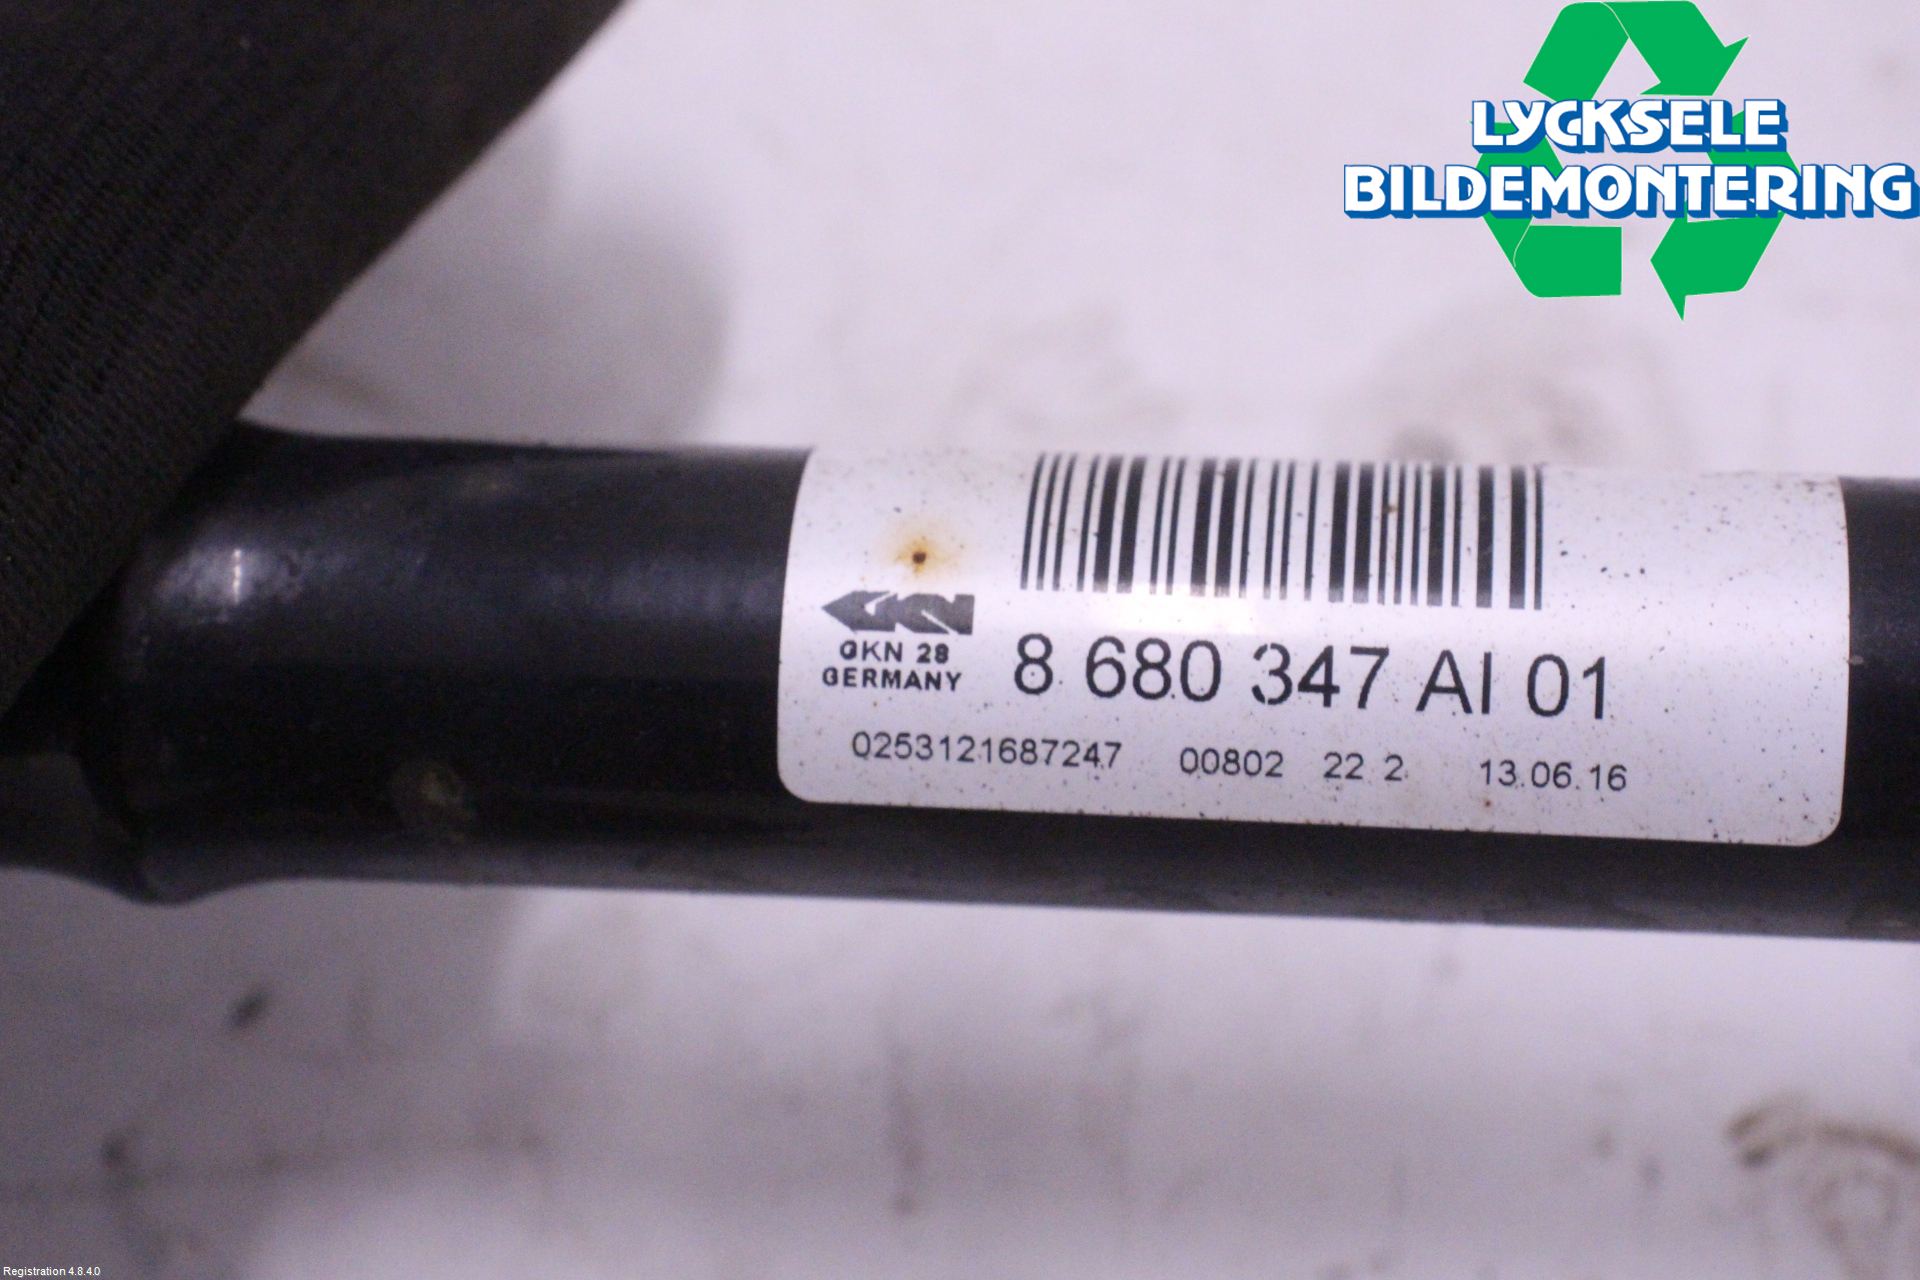 LYCKSELE
BILDEMONTERING
GKN
GKN 28
GERMANY
8 680 347 AI 01
0253121687247 00802 22 2 13.06.16
Registration 4.8.4.0